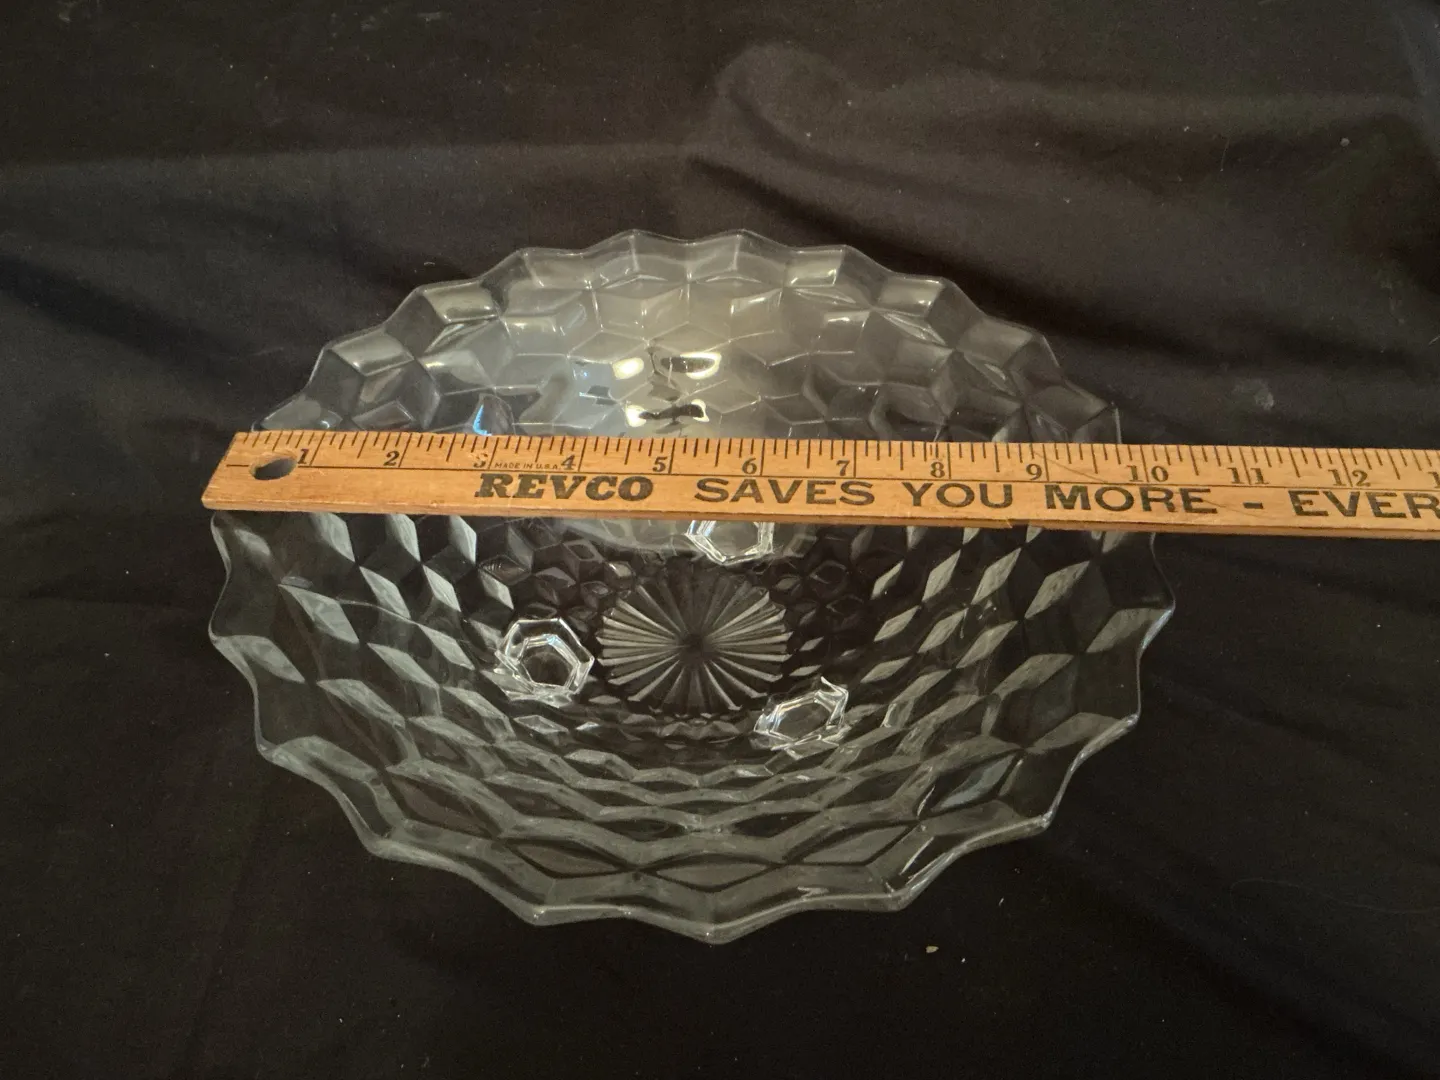 1 2 3 MADE IN U.S.A. 4 5 6 7 8 9 10 11 12
REVCO SAVES YOU MORE - EVER